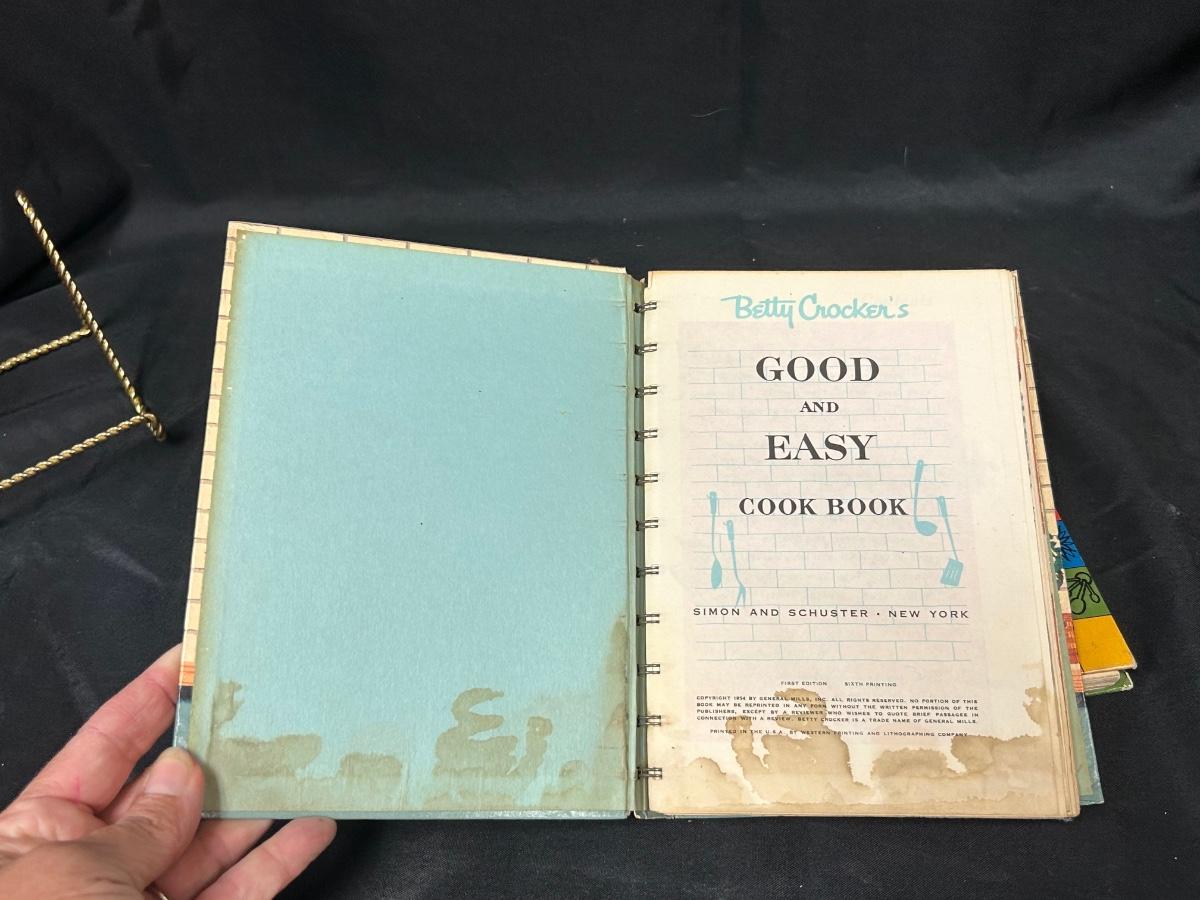 Betty Crocker's
GOOD
AND
EASY
COOK BOOK
SIMON AND SCHUSTER · NEW YORK
FIRST EDITION SIXTH PRINTING
COPYRIGHT 1954 BY GENERAL MILLS, INC. ALL RIGHTS RESERVED. NO PORTION OF THIS
BOOK MAY BE REPRINTED IN ANY FORM WITHOUT THE WRITTEN PERMISSION OF THE
PUBLISHERS, EXCEPT BY A REVIEWER WHO WISHES TO QUOTE BRIEF PASSAGES IN
CONNECTION WITH A REVIEW. BETTY CROCKER IS A TRADE NAME OF GENERAL MILLS.
PRINTED IN THE U.S.A. BY WESTERN PRINTING AND LITHOGRAPHING COMPANY